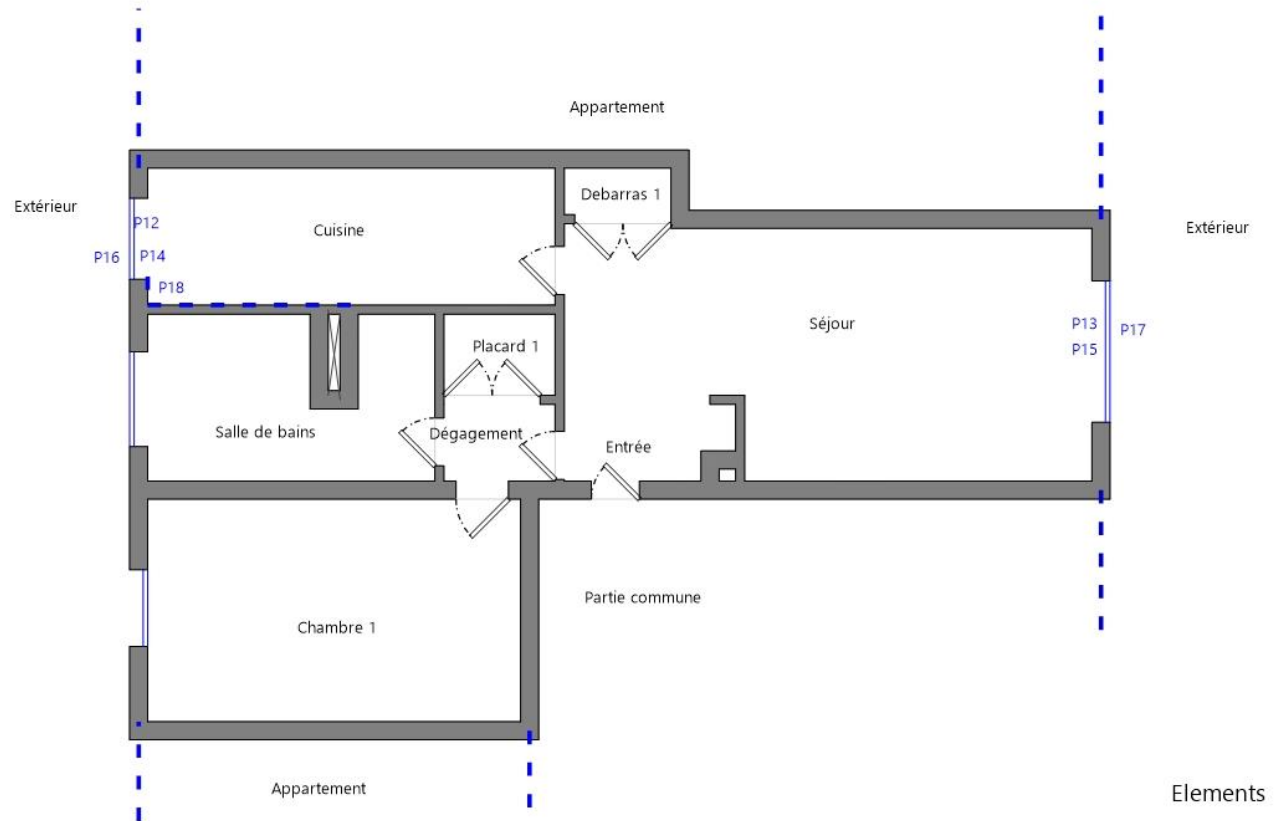 Appartement
Debarras 1
Extérieur
P12
Cuisine
Extérieur
P16
P14
P18
Séjour
P13
P17
Placard 1
P15
Salle de bains
Dégagement
Entrée
Partie commune
Chambre 1
Appartement
Elements